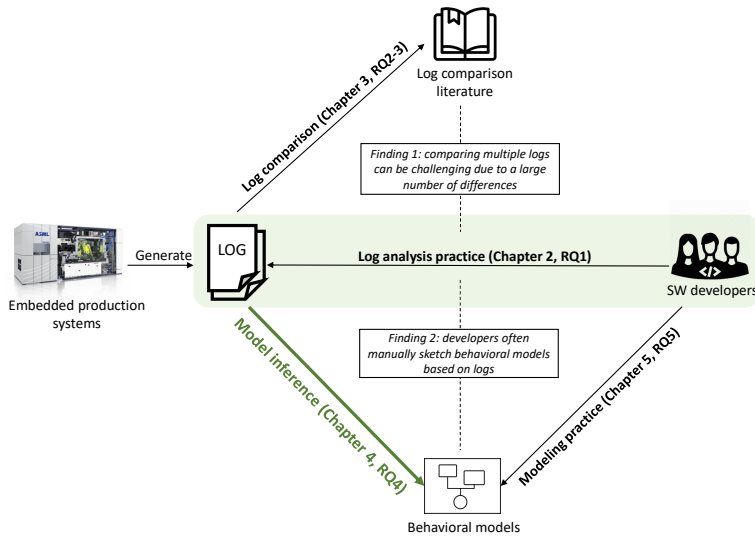 Log comparison
literature
Log comparison (Chapter 3, RQ2-3)
Finding 1: comparing multiple logs
can be challenging due to a large
number of differences
ASML
Generate
LOG
Log analysis practice (Chapter 2, RQ1)
Embedded production
systems
SW developers
Finding 2: developers often
manually sketch behavioral models
based on logs
Model inference (Chapter 4, RQ4)
Modeling practice (Chapter 5, RQ5)
Behavioral models